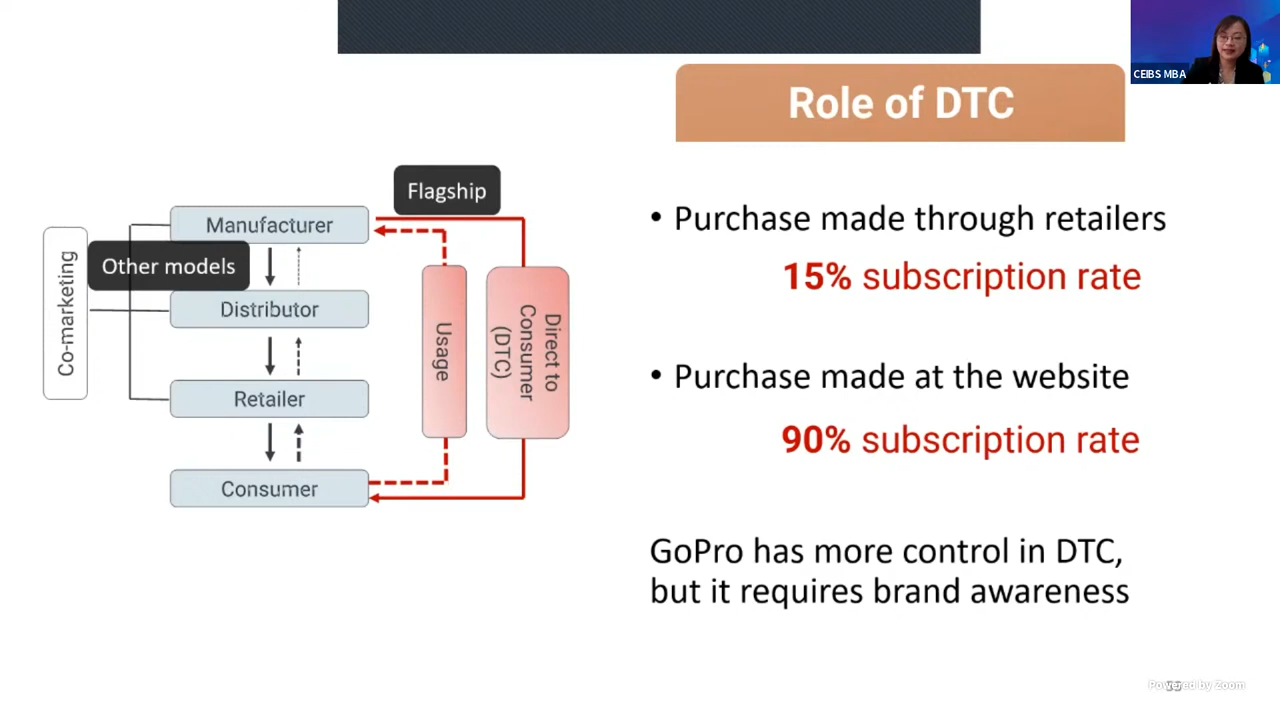 CEIBS MBA
Role of DTC
Flagship
Manufacturer
Other models
Co-marketing
Distributor
Usage
Direct to
Consumer
(DTC)
Retailer
Consumer
• Purchase made through retailers
15% subscription rate
• Purchase made at the website
90% subscription rate
GoPro has more control in DTC,
but it requires brand awareness
Powered by Zoom